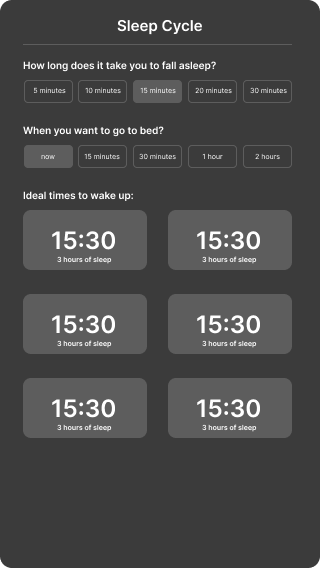 Sleep Cycle
How long does it take you to fall asleep?
5 minutes 10 minutes 15 minutes 20 minutes 30 minutes
When you want to go to bed?
now 15 minutes 30 minutes 1 hour 2 hours
Ideal times to wake up:
15:30 15:30
3 hours of sleep 3 hours of sleep
15:30 15:30
3 hours of sleep 3 hours of sleep
15:30 15:30
3 hours of sleep 3 hours of sleep